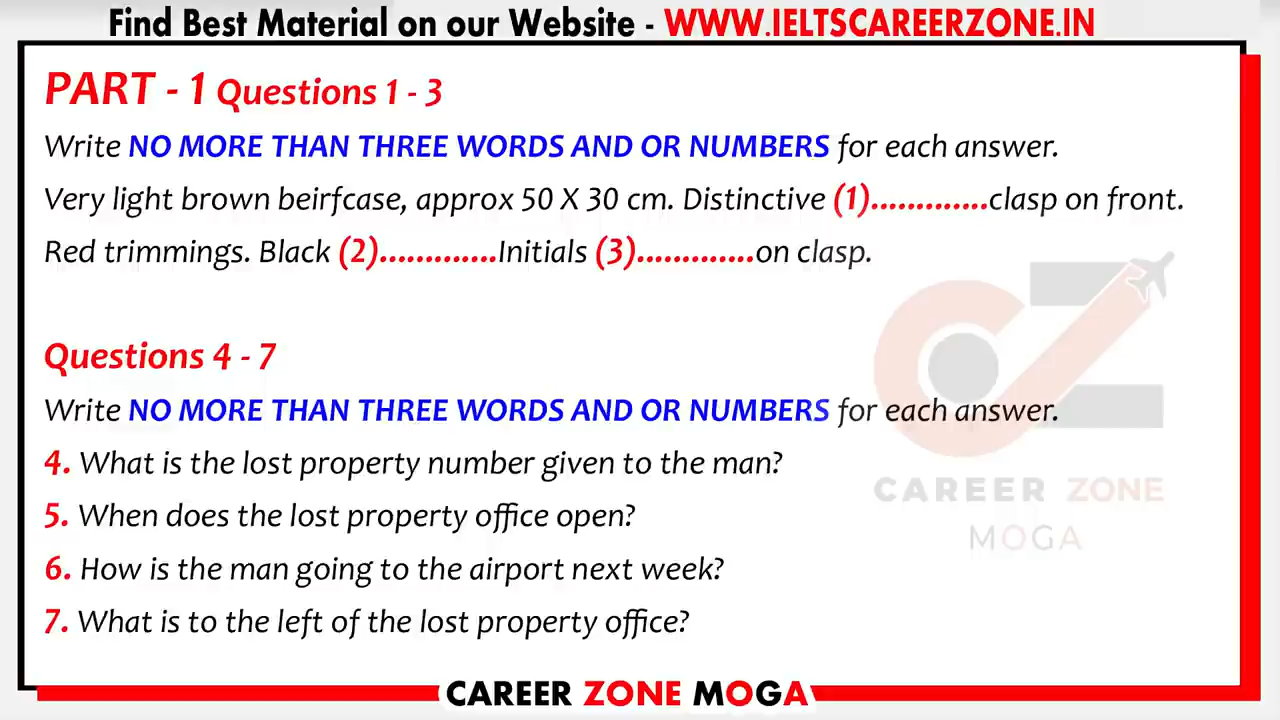 Find Best Material on our Website - WWW.IELTSCAREERZONE.IN
PART - 1 Questions 1 - 3
Write NO MORE THAN THREE WORDS AND OR NUMBERS for each answer.
Very light brown beirfcase, approx 50 X 30 cm. Distinctive (1).............clasp on front.
Red trimmings. Black (2).............Initials (3).............on clasp.
Questions 4 - 7
Write NO MORE THAN THREE WORDS AND OR NUMBERS for each answer.
4. What is the lost property number given to the man?
5. When does the lost property office open?
6. How is the man going to the airport next week?
7. What is to the left of the lost property office?
CAREER ZONE
MOGA
CAREER ZONE MOGA